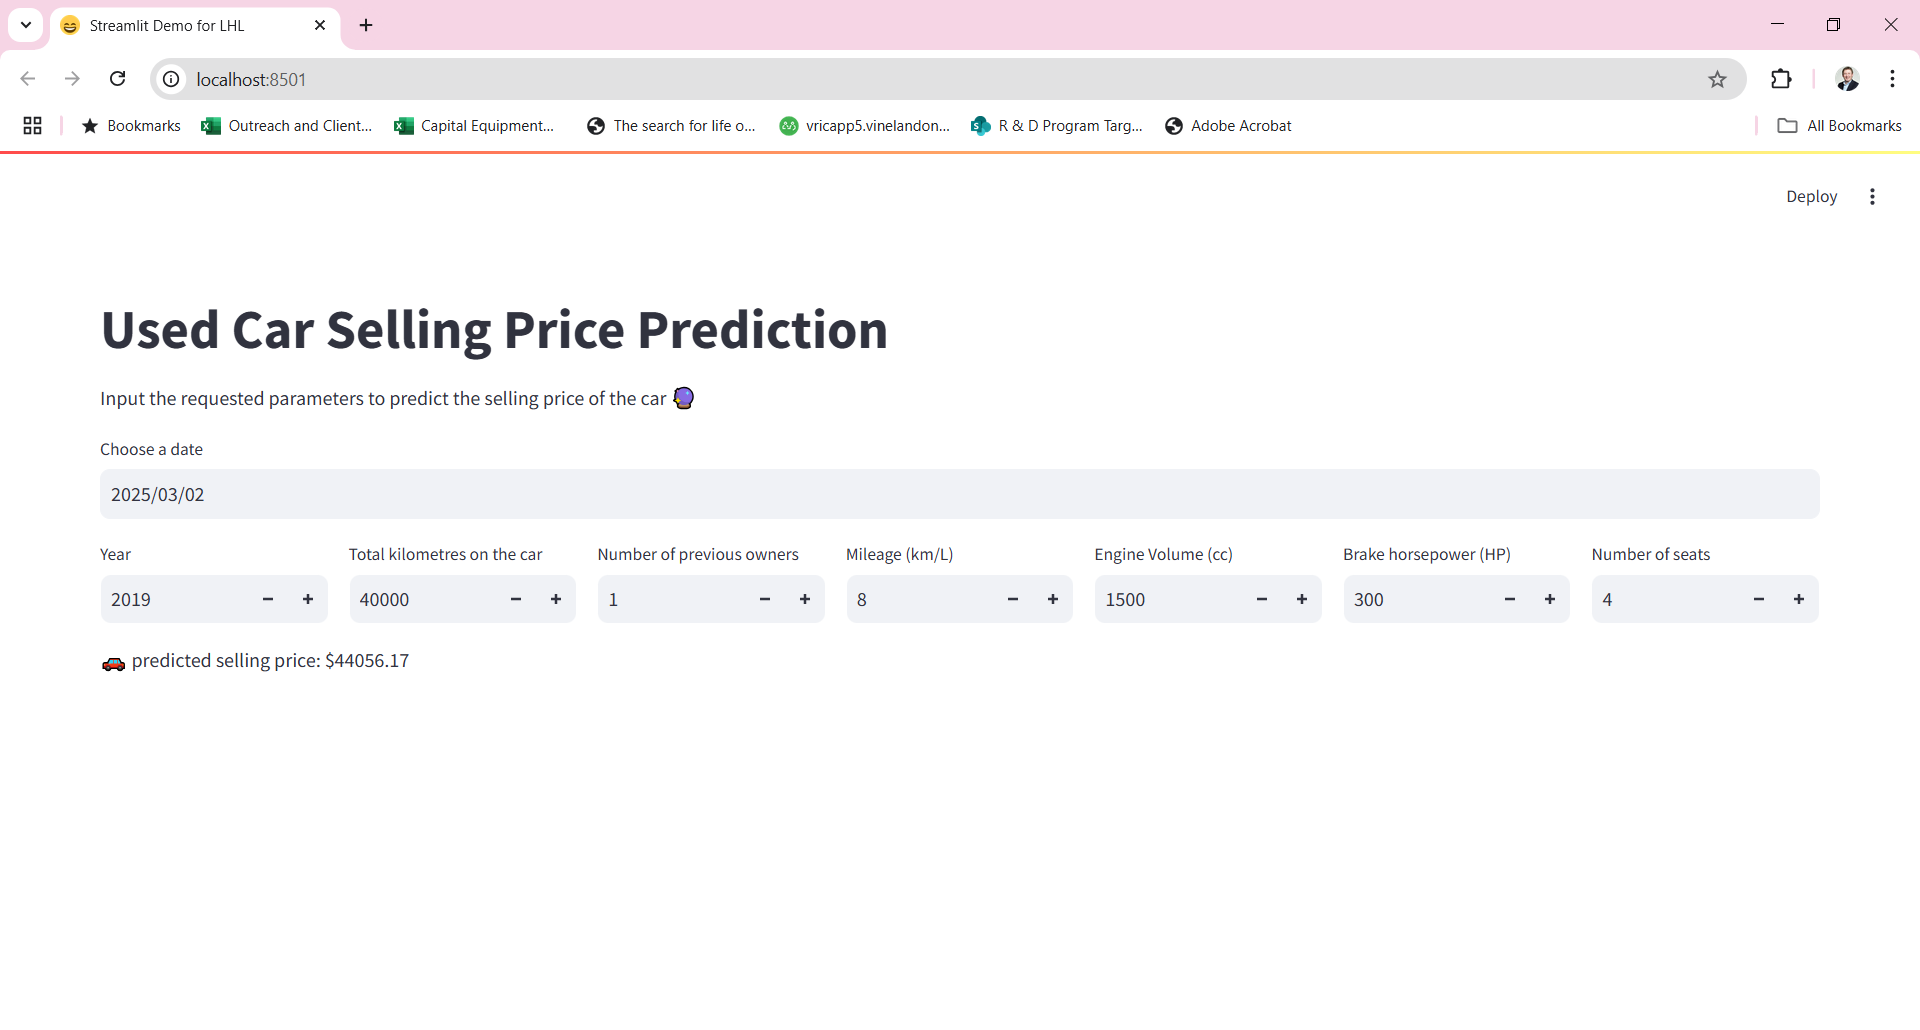 Streamlit Demo for LHL
localhost:8501
Bookmarks Outreach and Client... Capital Equipment... The search for life o... vricapp5.vinelandon... R & D Program Targ... Adobe Acrobat All Bookmarks
Deploy
Used Car Selling Price Prediction
Input the requested parameters to predict the selling price of the car 🔮
Choose a date
2025/03/02
Year Total kilometres on the car Number of previous owners Mileage (km/L) Engine Volume (cc) Brake horsepower (HP) Number of seats
2019 − + 40000 − + 1 − + 8 − + 1500 − + 300 − + 4 − +
🚗 predicted selling price: $44056.17